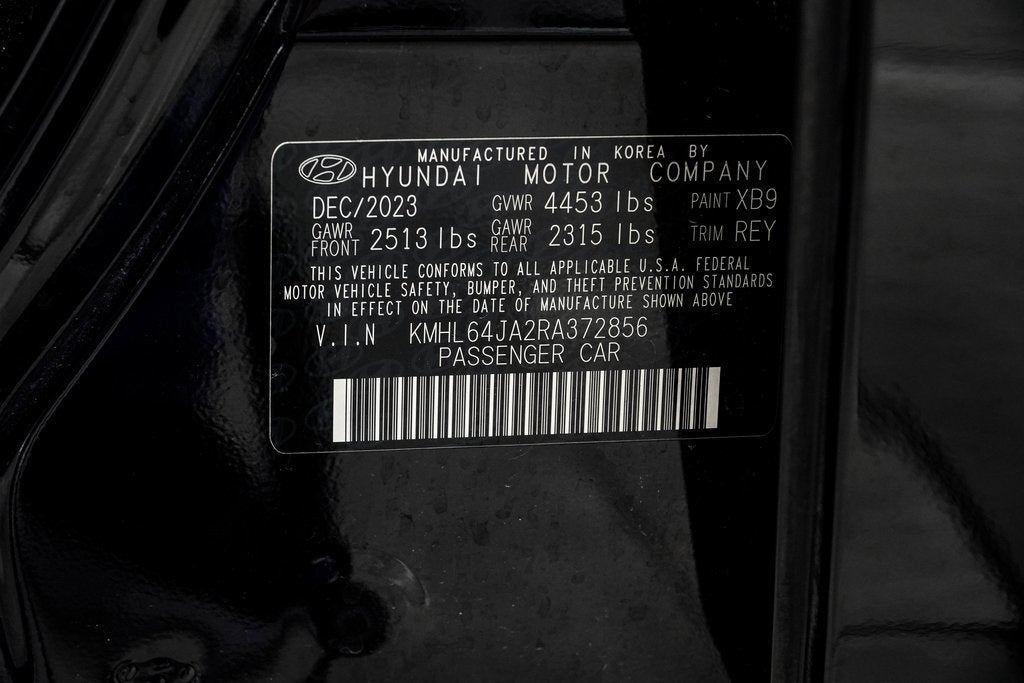 MANUFACTURED IN KOREA BY
HYUNDAI MOTOR COMPANY
DEC/2023 GVWR 4453 lbs PAINT XB9
GAWR FRONT 2513 lbs GAWR REAR 2315 lbs TRIM REY
THIS VEHICLE CONFORMS TO ALL APPLICABLE U.S.A. FEDERAL
MOTOR VEHICLE SAFETY, BUMPER, AND THEFT PREVENTION STANDARDS
IN EFFECT ON THE DATE OF MANUFACTURE SHOWN ABOVE
V.I.N KMHL64JA2RA372856
PASSENGER CAR